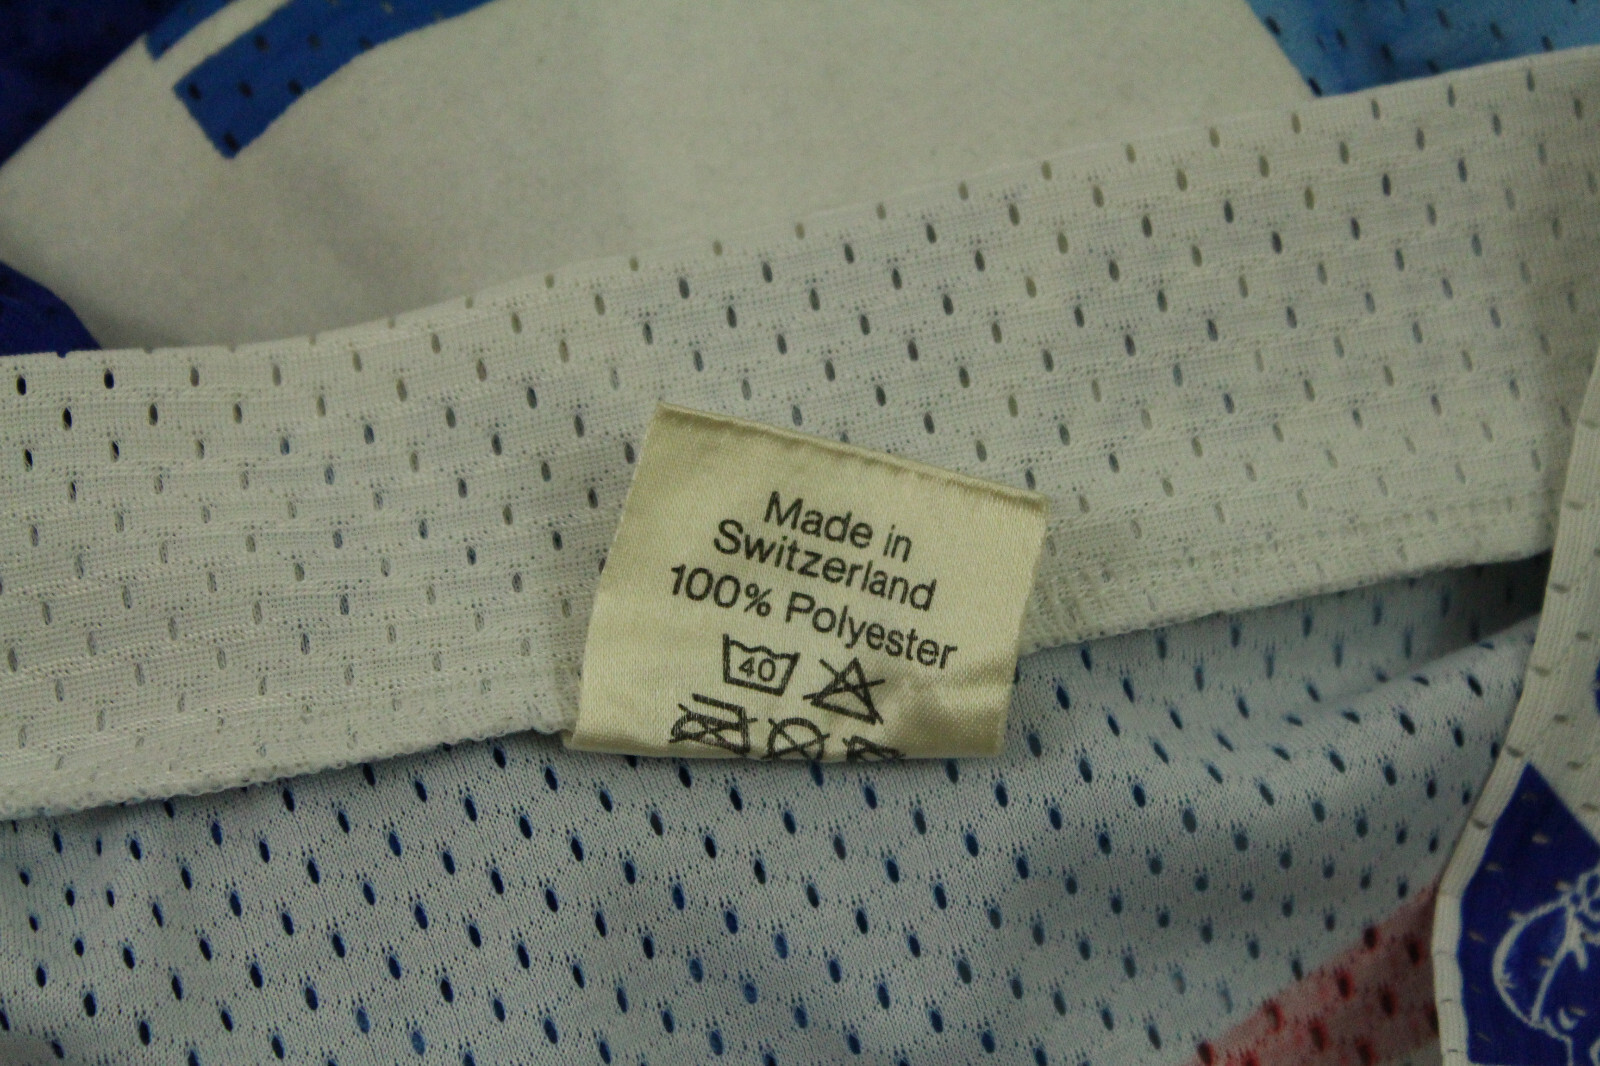 Made in
Switzerland
100% Polyester
40